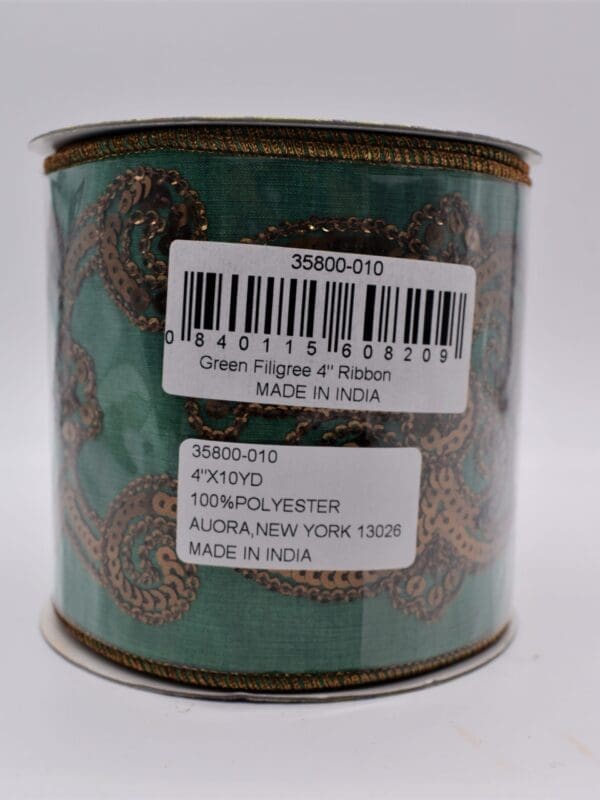 35800-010
0 840115 608209
Green Filigree 4" Ribbon
MADE IN INDIA
35800-010
4"X10YD
100%POLYESTER
AUORA,NEW YORK 13026
MADE IN INDIA